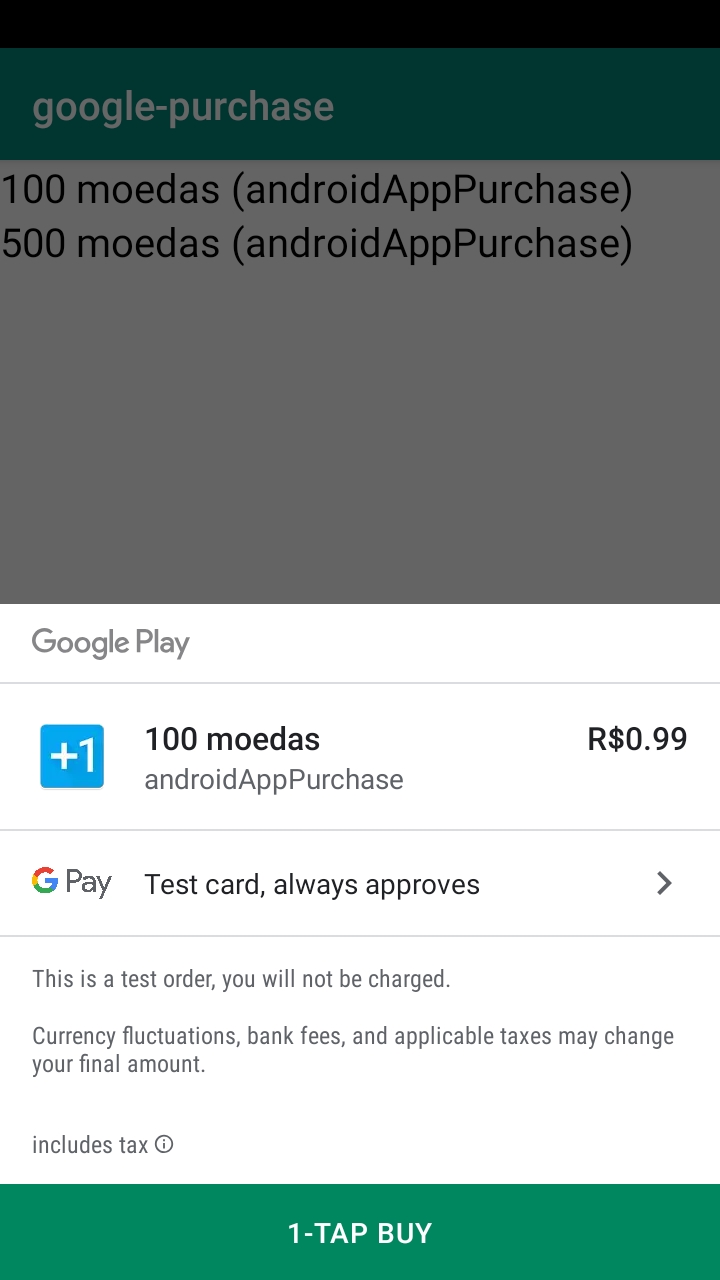 google-purchase
100 moedas (androidAppPurchase)
500 moedas (androidAppPurchase)
Google Play
+1
100 moedas
R$0.99
androidAppPurchase
G Pay
Test card, always approves
This is a test order, you will not be charged.
Currency fluctuations, bank fees, and applicable taxes may change
your final amount.
includes tax
1-TAP BUY